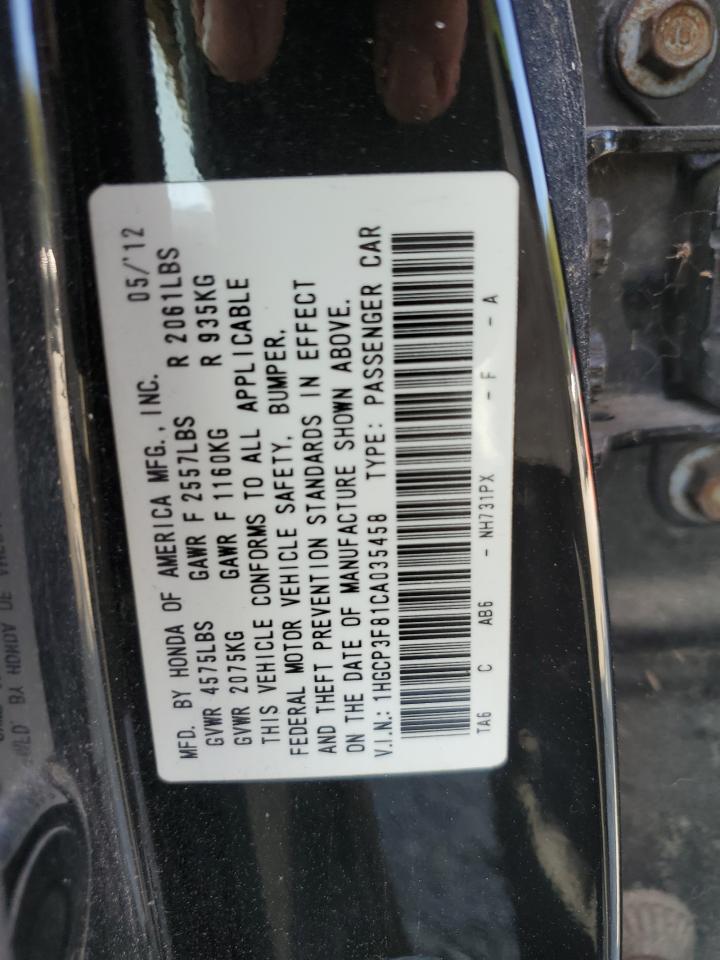 MFD. BY HONDA OF AMERICA MFG., INC. 05/'12
GVWR 4575LBS GAWR F 2557LBS R 2061LBS
GVWR 2075KG GAWR F 1160KG R 935KG
THIS VEHICLE CONFORMS TO ALL APPLICABLE
FEDERAL MOTOR VEHICLE SAFETY, BUMPER,
AND THEFT PREVENTION STANDARDS IN EFFECT
ON THE DATE OF MANUFACTURE SHOWN ABOVE.
V.I.N.: 1HGCP3F81CA035458 TYPE: PASSENGER CAR
TA6 C AB6 - NH731PX - F - A